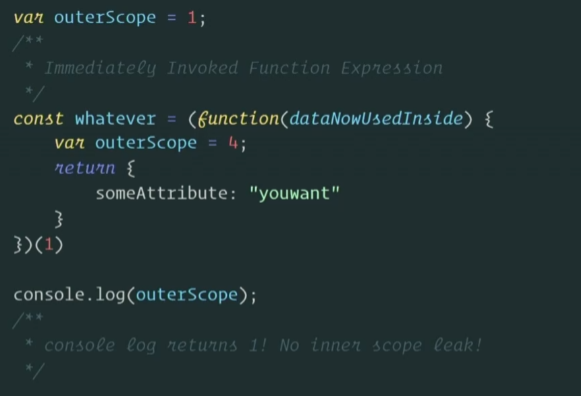 var outerScope = 1;
/**
 * Immediately Invoked Function Expression
 */
const whatever = (function(dataNowUsedInside) {
    var outerScope = 4;
    return {
        someAttribute: "youwant"
    }
})(1)
console.log(outerScope);
/**
 * console log returns 1! No inner scope leak!
 */